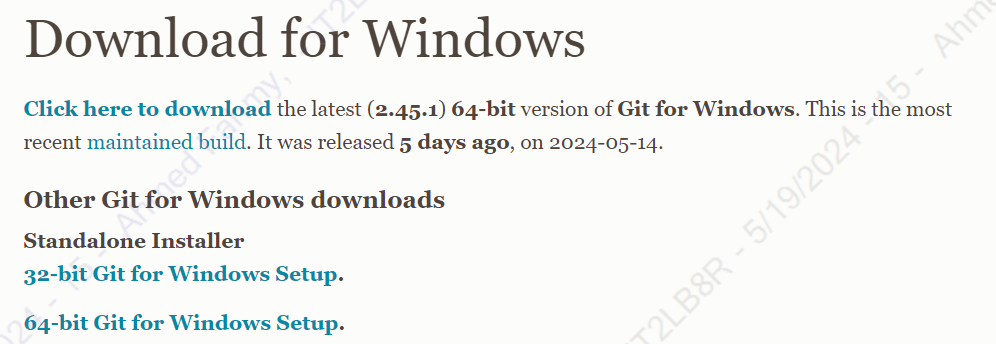 Download for Windows
Click here to download the latest (2.45.1) 64-bit version of Git for Windows. This is the most
recent maintained build. It was released 5 days ago, on 2024-05-14.
Other Git for Windows downloads
Standalone Installer
32-bit Git for Windows Setup.
64-bit Git for Windows Setup.
024 - 15 - Ahmed
my,
T2LB8R - 5/19/2024 - 15 - Ahm